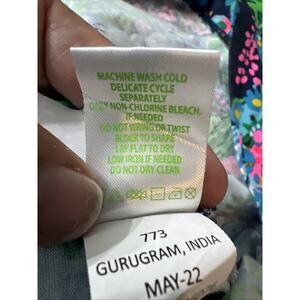 MACHINE WASH COLD
DELICATE CYCLE
SEPARATELY
ONLY NON-CHLORINE BLEACH,
IF NEEDED
DO NOT WRING OR TWIST
BLOCK TO SHAPE
LAY FLAT TO DRY
LOW IRON IF NEEDED
DO NOT DRY CLEAN
773
GURUGRAM, INDIA
MAY-22